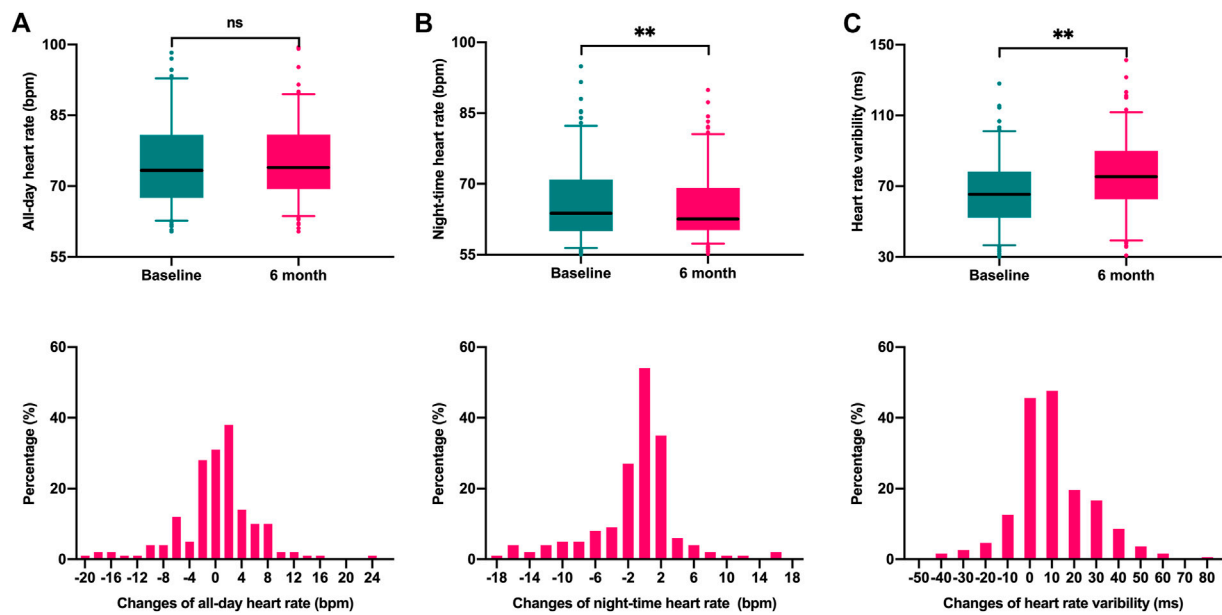 A
ns
All-day heart rate (bpm)
100
85
70
55
Baseline
6 month
B
**
Night-time heart rate (bpm)
100
85
70
55
Baseline
6 month
C
**
Heart rate varibility (ms)
150
110
70
30
Baseline
6 month
Percentage (%)
60
40
20
0
-20 -16 -12 -8 -4 0 4 8 12 16 20 24
Changes of all-day heart rate (bpm)
Percentage (%)
60
40
20
0
-18 -14 -10 -6 -2 2 6 10 14 18
Changes of night-time heart rate (bpm)
Percentage (%)
60
40
20
0
-50 -40 -30 -20 -10 0 10 20 30 40 50 60 80
Changes of heart rate varibility (ms)